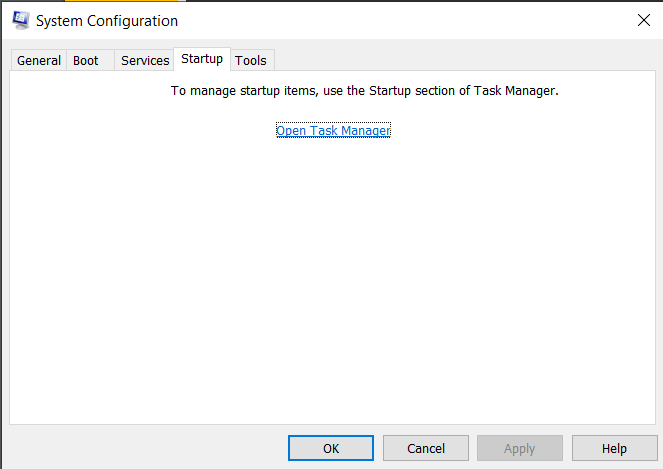 System Configuration
General Boot Services Startup Tools
To manage startup items, use the Startup section of Task Manager.
Open Task Manager
OK Cancel Apply Help